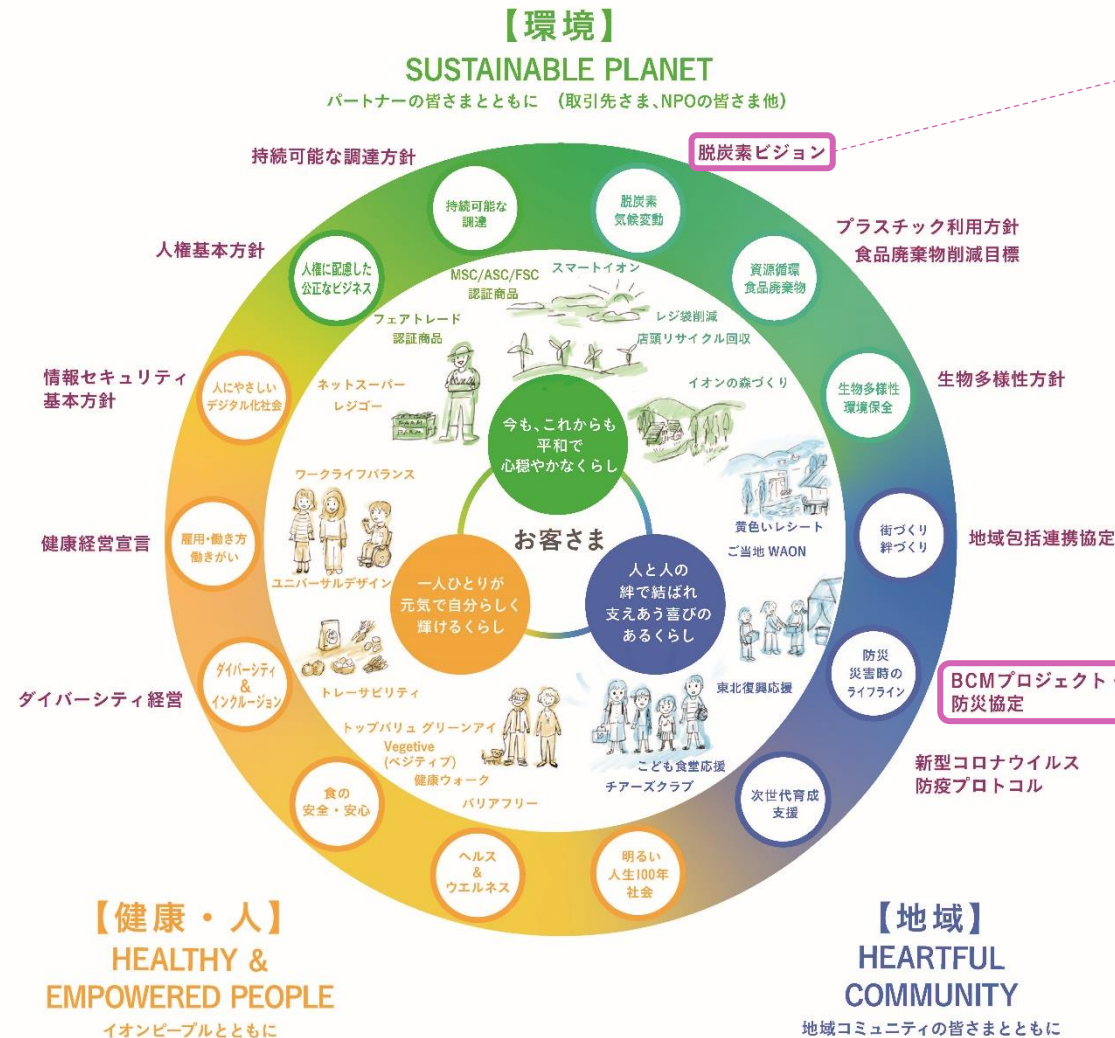 【環境】
SUSTAINABLE PLANET
パートナーの皆さまとともに （取引先さま、NPOの皆さま他）
持続可能な調達方針
脱炭素ビジョン
人権基本方針
プラスチック利用方針
食品廃棄物削減目標
情報セキュリティ
基本方針
生物多様性方針
健康経営宣言
地域包括連携協定
ダイバーシティ経営
BCMプロジェクト・
防災協定
新型コロナウイルス
防疫プロトコル
持続可能な
調達
脱炭素
気候変動
人権に配慮した
公正なビジネス
資源循環
食品廃棄物
人にやさしい
デジタル化社会
生物多様性
環境保全
雇用・働き方
働きがい
街づくり
絆づくり
ダイバーシティ
&
インクルージョン
防災
災害時の
ライフライン
食の
安全・安心
次世代育成
支援
ヘルス
&
ウエルネス
明るい
人生100年
社会
MSC/ASC/FSC
認証商品
スマートイオン
フェアトレード
認証商品
レジ袋削減
店頭リサイクル回収
ネットスーパー
レジゴー
イオンの森づくり
ワークライフバランス
ユニバーサルデザイン
黄色いレシート
ご当地 WAON
トレーサビリティ
トップバリュ グリーンアイ
Vegetive
(ベジティブ)
健康ウォーク
バリアフリー
東北復興応援
こども食堂応援
チアーズクラブ
今も、これからも
平和で
心穏やかなくらし
お客さま
一人ひとりが
元気で自分らしく
輝けるくらし
人と人の
絆で結ばれ
支えあう喜びの
あるくらし
【健康・人】
HEALTHY &
EMPOWERED PEOPLE
イオンピープルとともに
【地域】
HEARTFUL
COMMUNITY
地域コミュニティの皆さまとともに